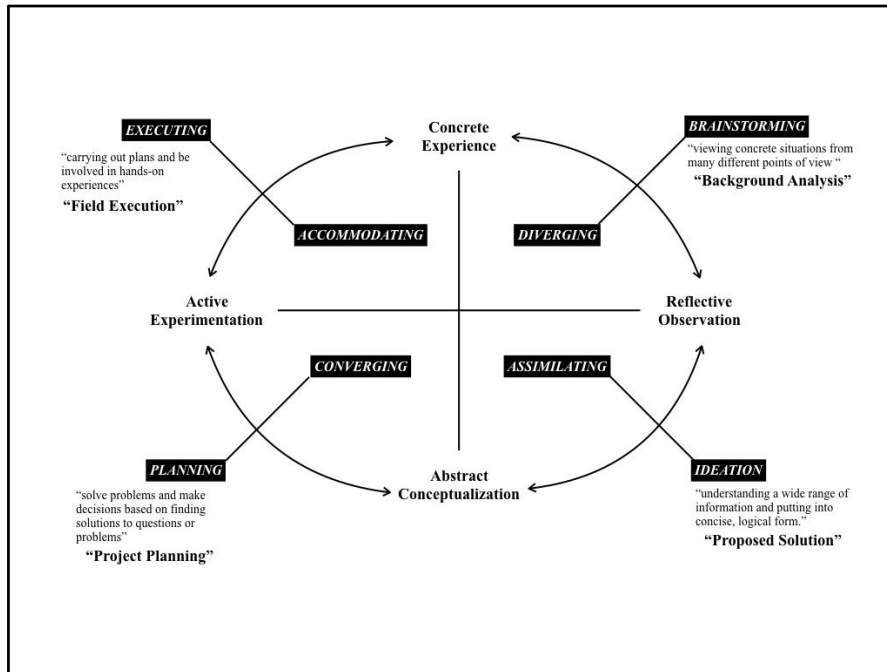 EXECUTING
“carrying out plans and be
involved in hands-on
experiences”
“Field Execution”
ACCOMMODATING
Concrete
Experience
BRAINSTORMING
“viewing concrete situations from
many different points of view “
“Background Analysis”
DIVERGING
Active
Experimentation
Reflective
Observation
CONVERGING
ASSIMILATING
PLANNING
“solve problems and make
decisions based on finding
solutions to questions or
problems”
“Project Planning”
Abstract
Conceptualization
IDEATION
“understanding a wide range of
information and putting into
concise, logical form.”
“Proposed Solution”